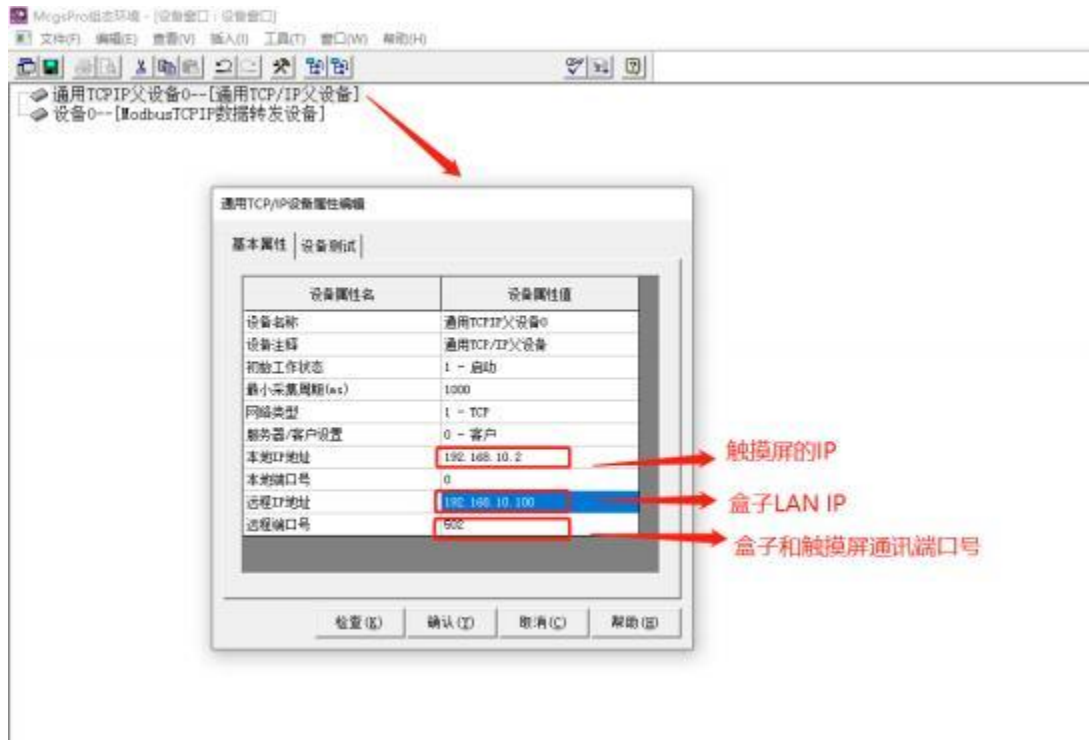 McgsPro组态环境 - [设备窗口 : 设备窗口]
文件(F) 编辑(E) 查看(V) 插入(I) 工具(T) 窗口(W) 帮助(H)
通用TCPIP父设备0--[通用TCP/IP父设备]
设备0--[ModbusTCPIP数据转发设备]
通用TCP/IP设备属性编辑
基本属性 设备测试
设备属性名 设备属性值
设备名称 通用TCPIP父设备0
设备注释 通用TCP/IP父设备
初始工作状态 1 - 启动
最小采集周期(ms) 1000
网络类型 1 - TCP
服务器/客户设置 0 - 客户
本地IP地址 192.168.10.2
触摸屏的IP
本地端口号 0
远程IP地址 192.168.10.100
盒子LAN IP
远程端口号 502
盒子和触摸屏通讯端口号
检查(K) 确认(Y) 取消(C) 帮助(H)